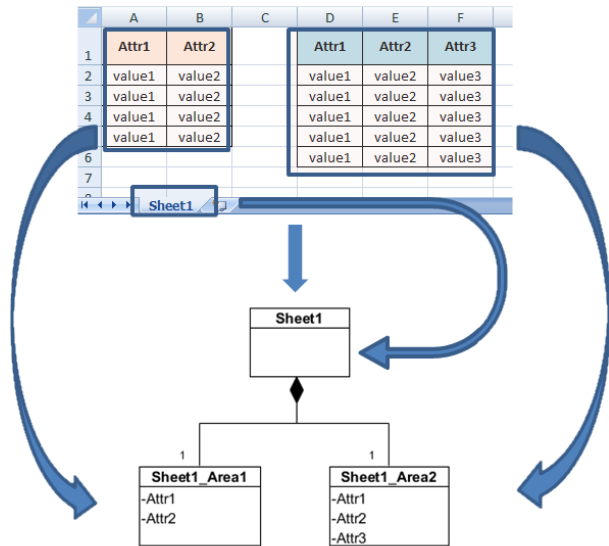 A B C D E F
1 Attr1 Attr2 Attr1 Attr2 Attr3
2 value1 value2 value1 value2 value3
3 value1 value2 value1 value2 value3
4 value1 value2 value1 value2 value3
5 value1 value2 value1 value2 value3
6 value1 value2 value3
7
Sheet1
Sheet1
1 1
Sheet1_Area1 Sheet1_Area2
-Attr1 -Attr1
-Attr2 -Attr2
-Attr3